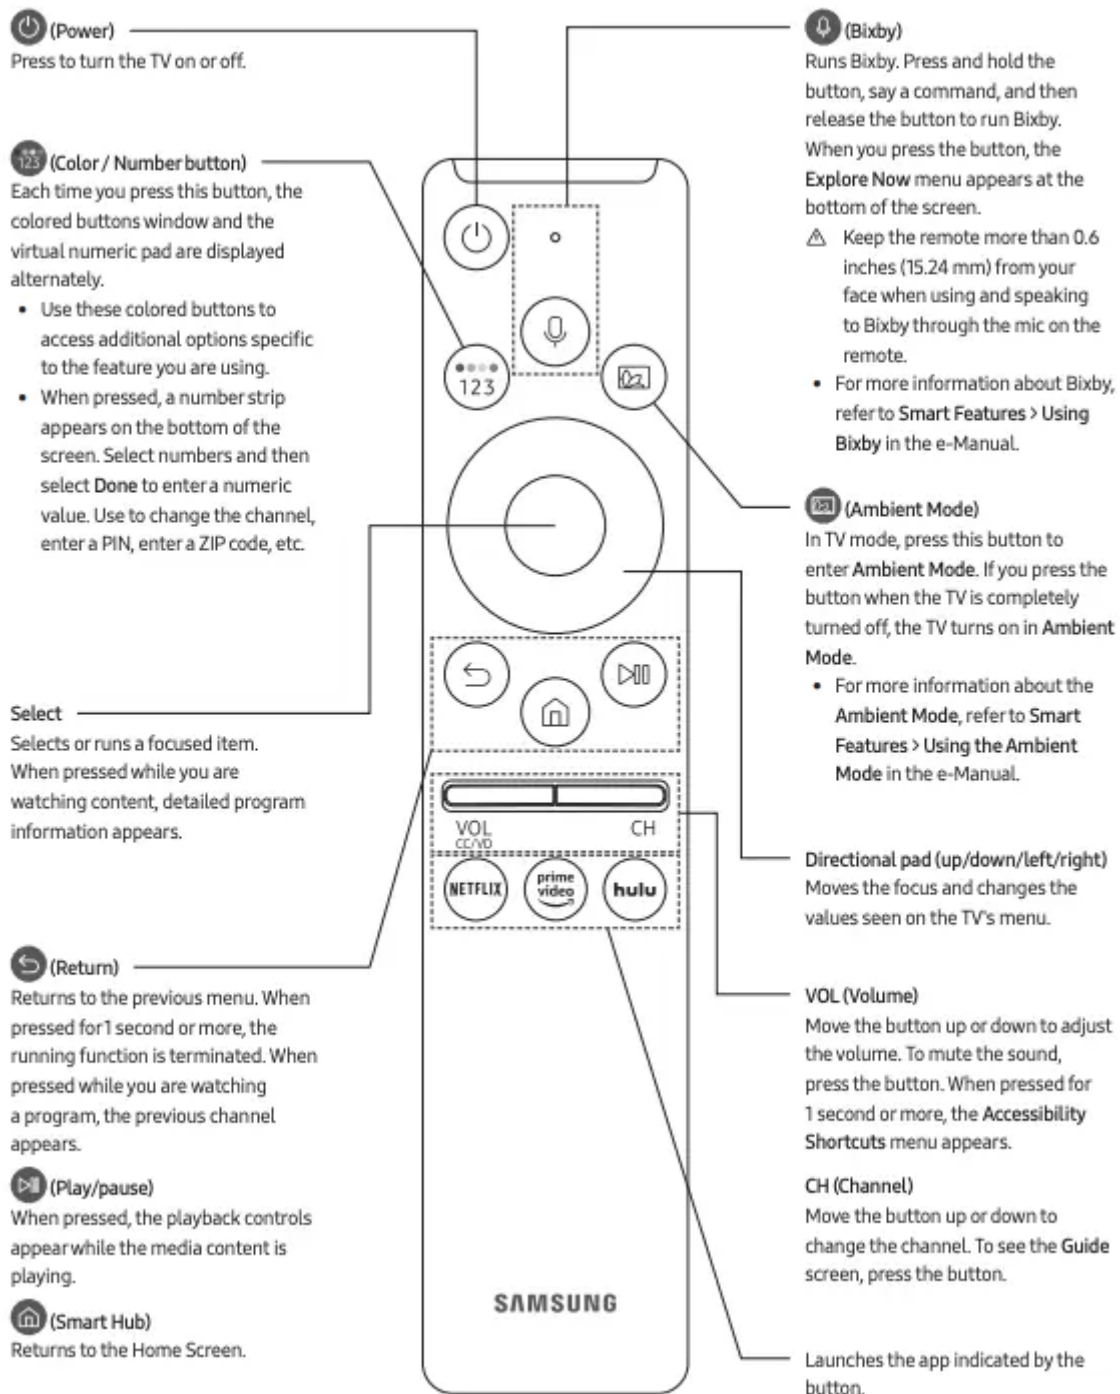 (Power)
Press to turn the TV on or off.
123 (Color / Number button)
Each time you press this button, the
colored buttons window and the
virtual numeric pad are displayed
alternately.
• Use these colored buttons to
access additional options specific
to the feature you are using.
• When pressed, a number strip
appears on the bottom of the
screen. Select numbers and then
select Done to enter a numeric
value. Use to change the channel,
enter a PIN, enter a ZIP code, etc.
Select
Selects or runs a focused item.
When pressed while you are
watching content, detailed program
information appears.
(Return)
Returns to the previous menu. When
pressed for 1 second or more, the
running function is terminated. When
pressed while you are watching
a program, the previous channel
appears.
(Play/pause)
When pressed, the playback controls
appear while the media content is
playing.
(Smart Hub)
Returns to the Home Screen.
123
VOL
CC/VD
CH
NETFLIX
prime
video
hulu
SAMSUNG
(Bixby)
Runs Bixby. Press and hold the
button, say a command, and then
release the button to run Bixby.
When you press the button, the
Explore Now menu appears at the
bottom of the screen.
⚠ Keep the remote more than 0.6
inches (15.24 mm) from your
face when using and speaking
to Bixby through the mic on the
remote.
• For more information about Bixby,
refer to Smart Features > Using
Bixby in the e-Manual.
(Ambient Mode)
In TV mode, press this button to
enter Ambient Mode. If you press the
button when the TV is completely
turned off, the TV turns on in Ambient
Mode.
• For more information about the
Ambient Mode, refer to Smart
Features > Using the Ambient
Mode in the e-Manual.
Directional pad (up/down/left/right)
Moves the focus and changes the
values seen on the TV's menu.
VOL (Volume)
Move the button up or down to adjust
the volume. To mute the sound,
press the button. When pressed for
1 second or more, the Accessibility
Shortcuts menu appears.
CH (Channel)
Move the button up or down to
change the channel. To see the Guide
screen, press the button.
Launches the app indicated by the
button.